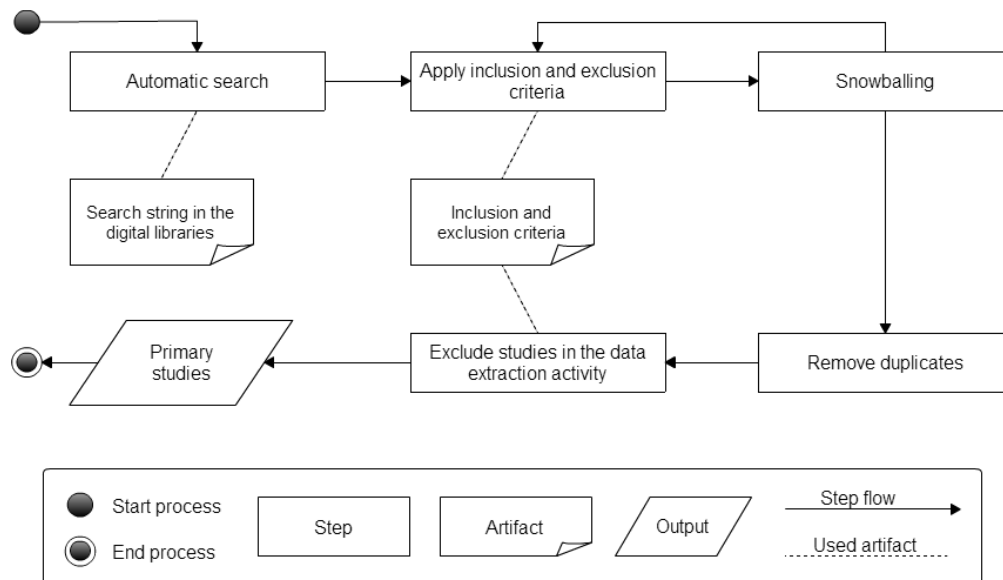 Automatic search
Apply inclusion and exclusion
criteria
Snowballing
Search string in the
digital libraries
Inclusion and
exclusion criteria
Primary
studies
Exclude studies in the data
extraction activity
Remove duplicates
Start process
End process
Step
Artifact
Output
Step flow
Used artifact